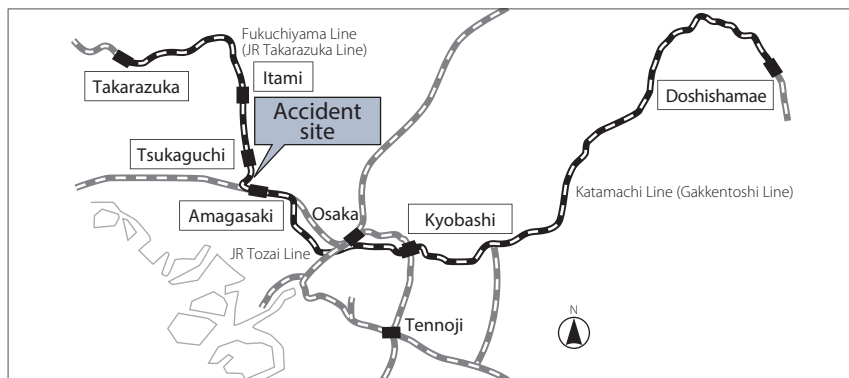 Fukuchiyama Line
(JR Takarazuka Line)
Takarazuka
Itami
Accident
site
Doshishamae
Tsukaguchi
Katamachi Line (Gakkentoshi Line)
Amagasaki
Osaka
Kyobashi
JR Tozai Line
Tennoji
N